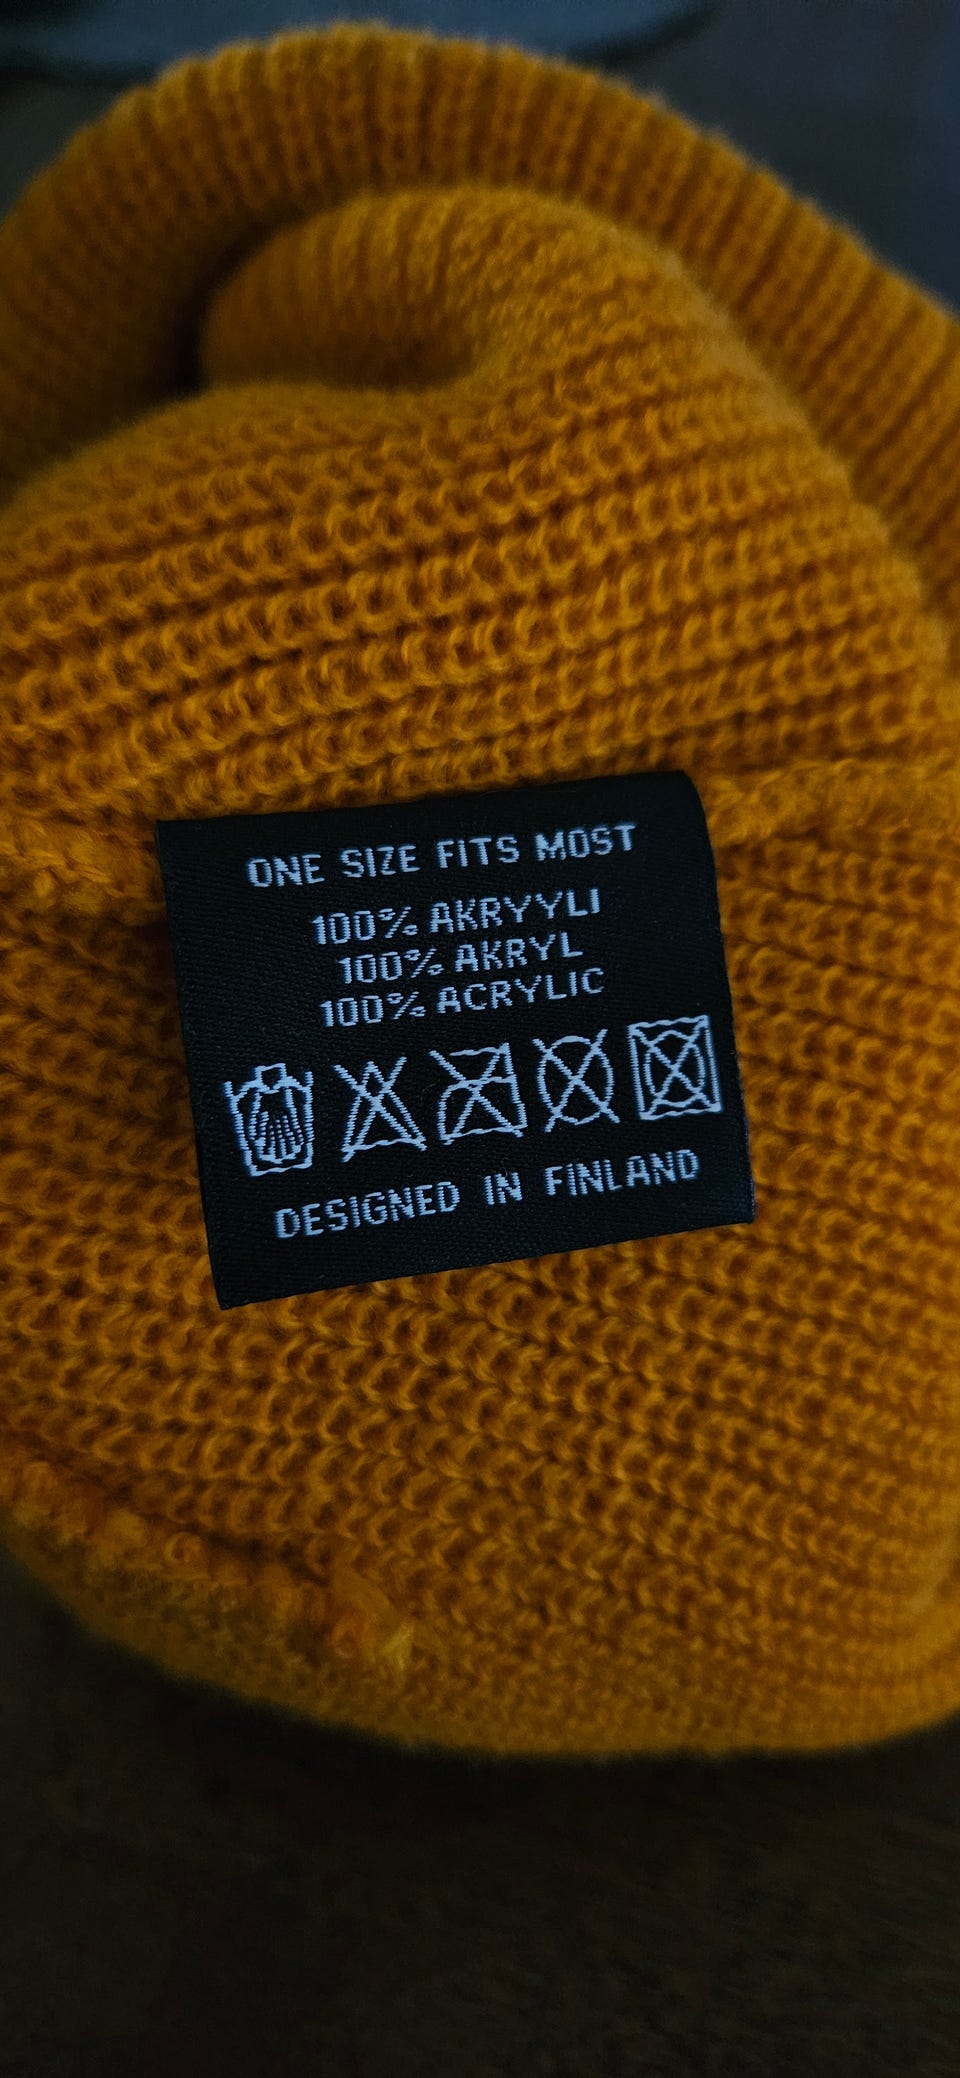 ONE SIZE FITS MOST
100% AKRYYLI
100% AKRYL
100% ACRYLIC
DESIGNED IN FINLAND